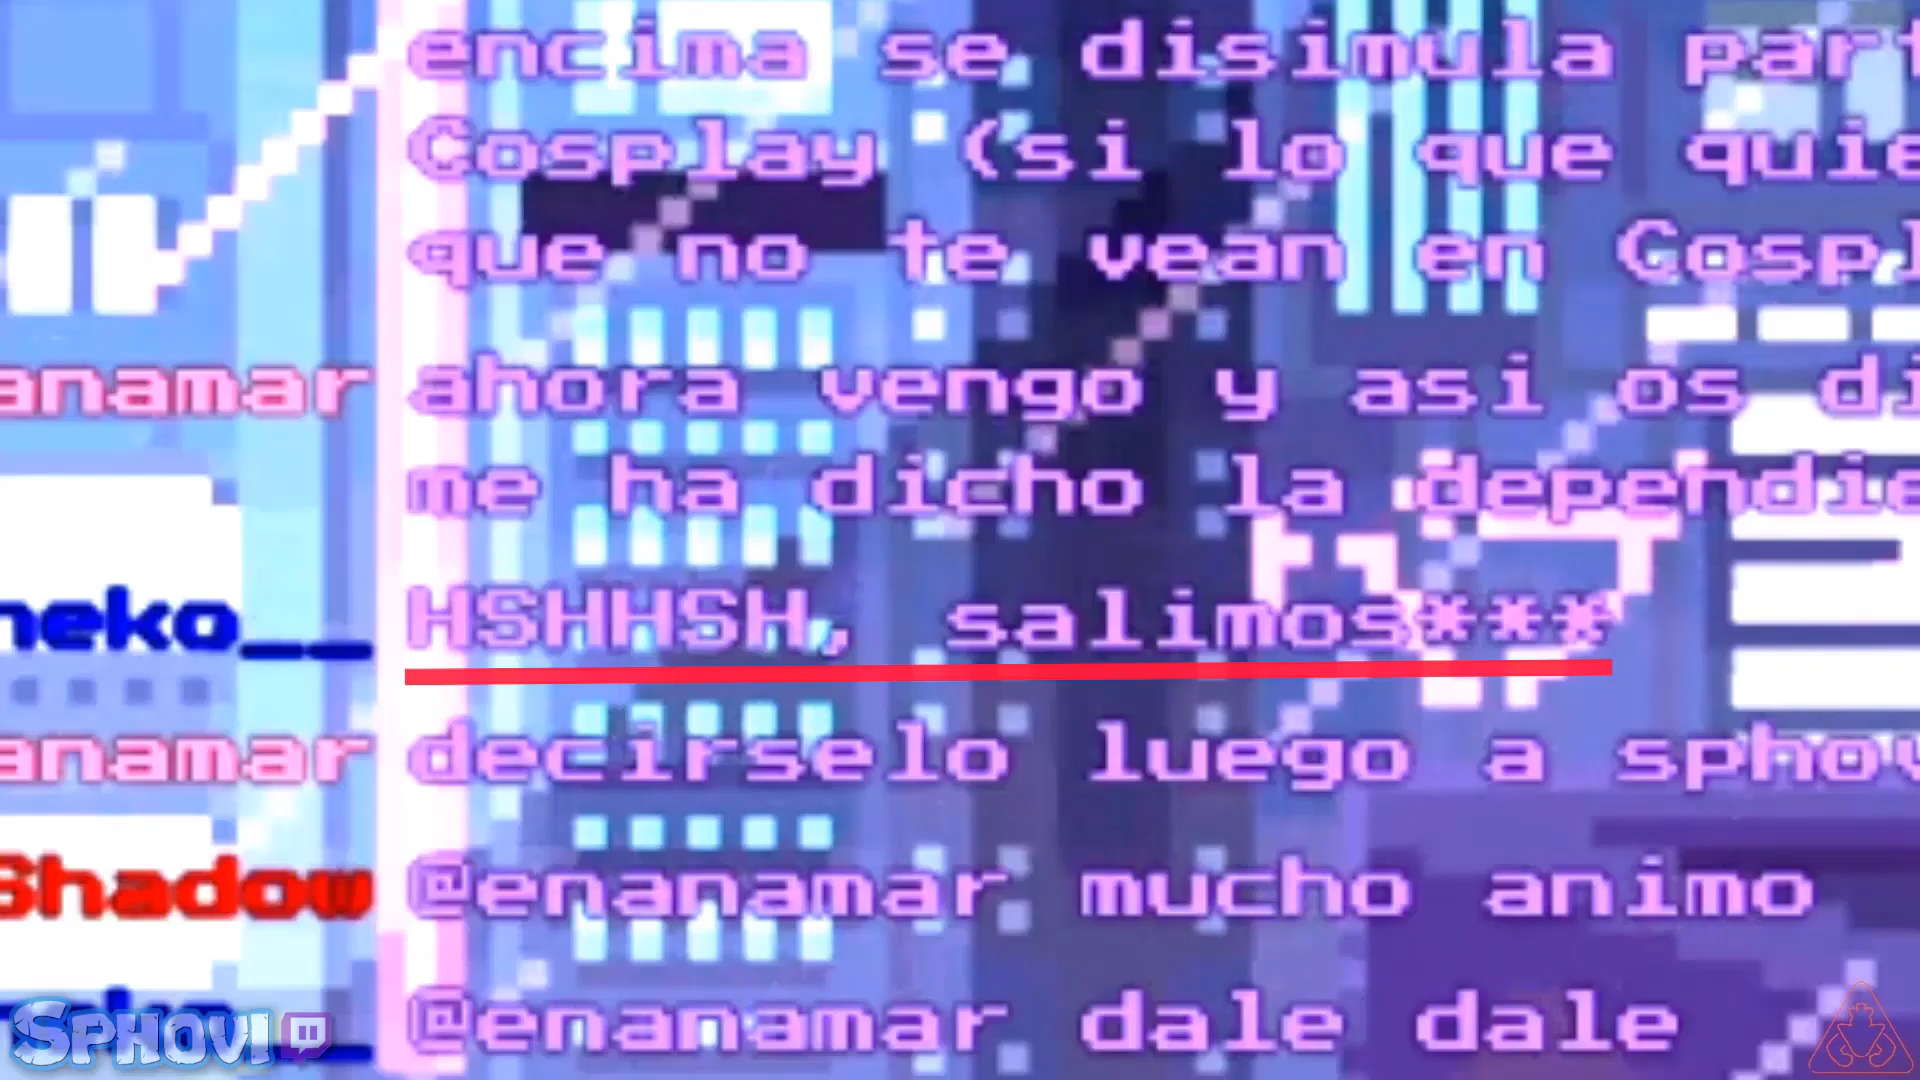 encima se disimula part
Cosplay (si lo que quie
que no te vean en Cospl
anamar ahora vengo y asi os di
me ha dicho la dependie
neko__ HSHHSH, salimos***
anamar decirselo luego a sphov
Shadow @enanamar mucho animo
neko__ @enanamar dale dale
SPHOVI